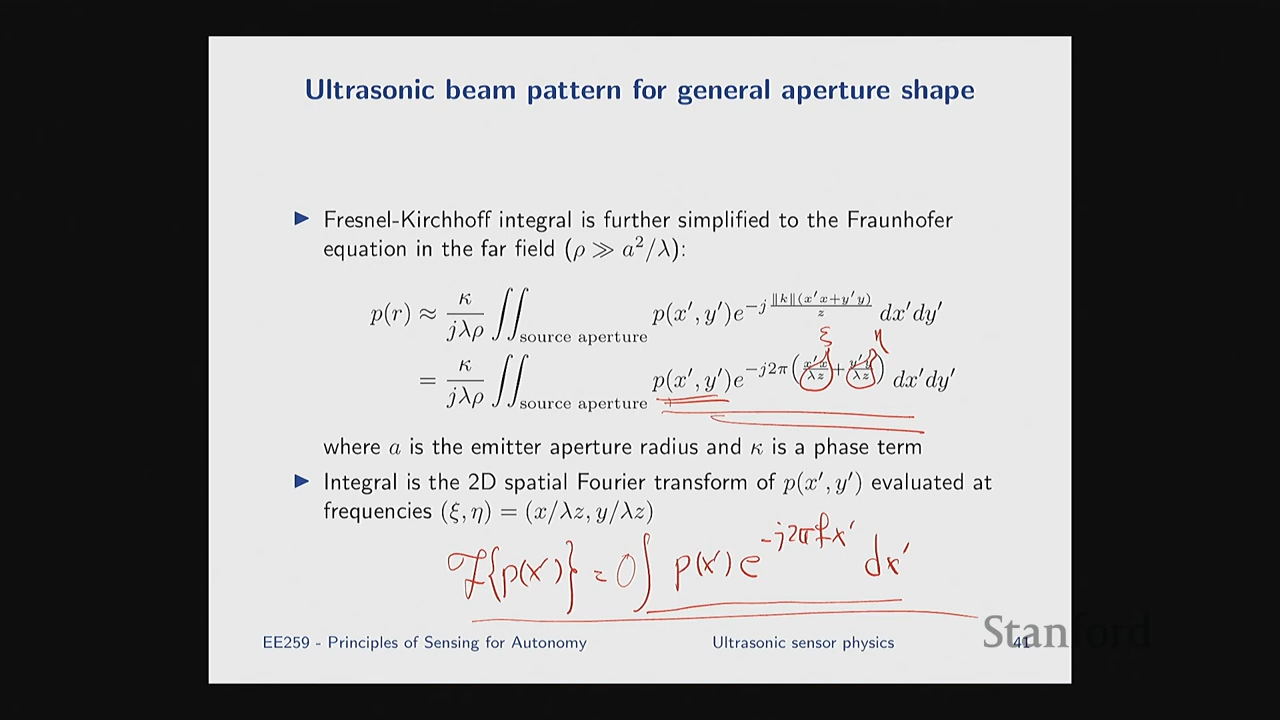 Ultrasonic beam pattern for general aperture shape
▶ Fresnel-Kirchhoff integral is further simplified to the Fraunhofer
equation in the far field (ρ ≫ a²/λ):
p(r) ≈ κ/(jλρ) ∬_source aperture p(x′, y′)e^{−j ‖k‖(x′x+y′y)/z} dx′dy′
ξ η
= κ/(jλρ) ∬_source aperture p(x′, y′)e^{−j2π(x′x/λz + y′y/λz)} dx′dy′
where a is the emitter aperture radius and κ is a phase term
▶ Integral is the 2D spatial Fourier transform of p(x′, y′) evaluated at
frequencies (ξ, η) = (x/λz, y/λz)
ℱ{p(x′)} = ∫ p(x′) e^{-j2πfx′} dx′
EE259 - Principles of Sensing for Autonomy Ultrasonic sensor physics 41
Stanford